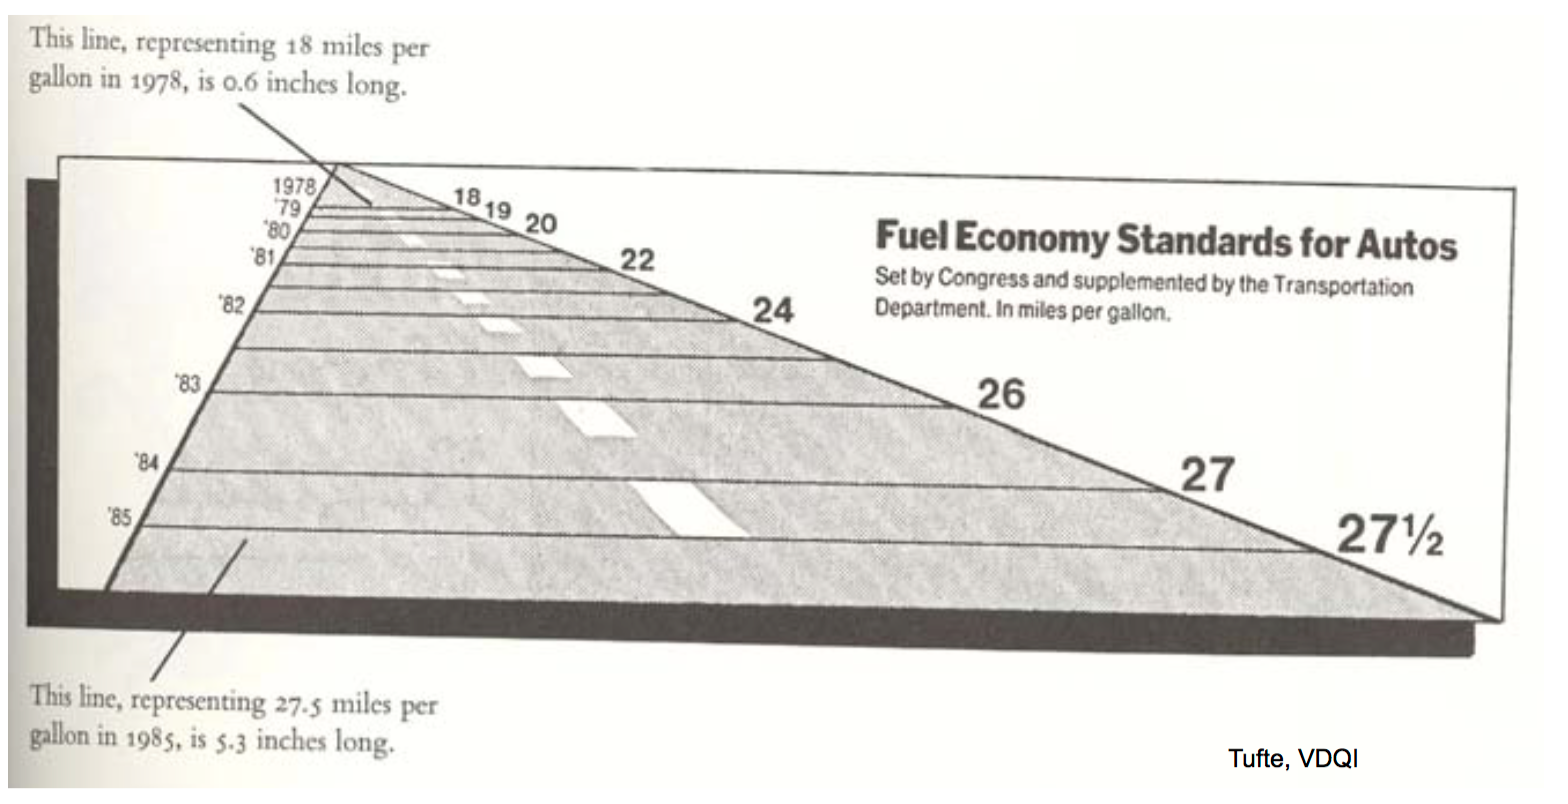 This line, representing 18 miles per
gallon in 1978, is 0.6 inches long.
1978
'79
'80
'81
'82
'83
'84
'85
18
19
20
22
24
26
27
27½
Fuel Economy Standards for Autos
Set by Congress and supplemented by the Transportation
Department. In miles per gallon.
This line, representing 27.5 miles per
gallon in 1985, is 5.3 inches long.
Tufte, VDQI